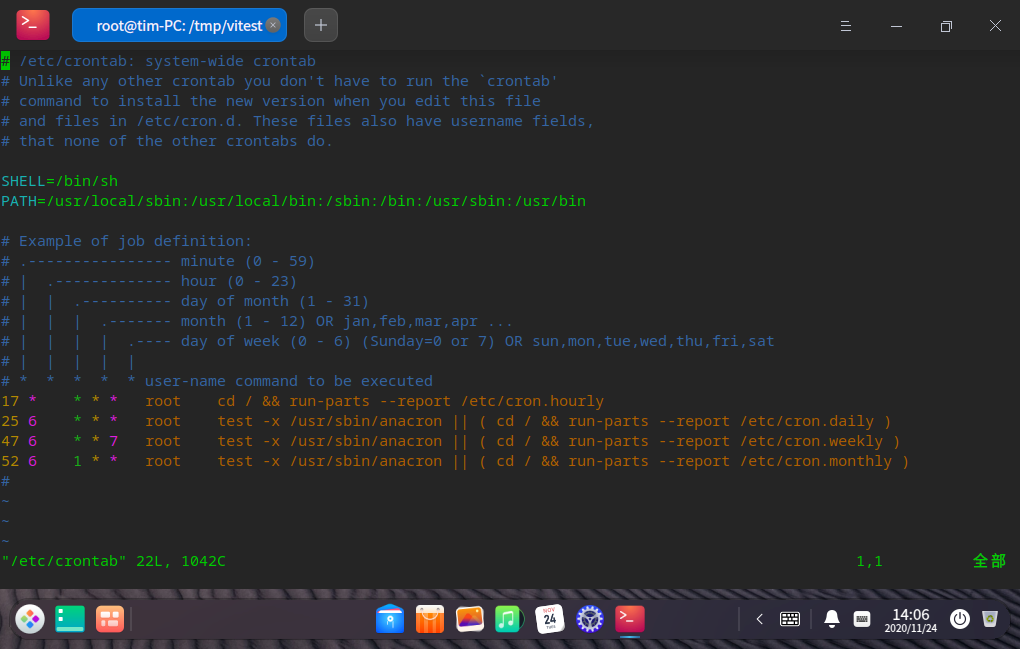 root@tim-PC: /tmp/vitest
# /etc/crontab: system-wide crontab
# Unlike any other crontab you don't have to run the `crontab'
# command to install the new version when you edit this file
# and files in /etc/cron.d. These files also have username fields,
# that none of the other crontabs do.
SHELL=/bin/sh
PATH=/usr/local/sbin:/usr/local/bin:/sbin:/bin:/usr/sbin:/usr/bin
# Example of job definition:
# .---------------- minute (0 - 59)
# |  .------------- hour (0 - 23)
# |  |  .---------- day of month (1 - 31)
# |  |  |  .------- month (1 - 12) OR jan,feb,mar,apr ...
# |  |  |  |  .---- day of week (0 - 6) (Sunday=0 or 7) OR sun,mon,tue,wed,thu,fri,sat
# |  |  |  |  |
# *  *  *  *  * user-name command to be executed
17 *    * * *   root    cd / && run-parts --report /etc/cron.hourly
25 6    * * *   root    test -x /usr/sbin/anacron || ( cd / && run-parts --report /etc/cron.daily )
47 6    * * 7   root    test -x /usr/sbin/anacron || ( cd / && run-parts --report /etc/cron.weekly )
52 6    1 * *   root    test -x /usr/sbin/anacron || ( cd / && run-parts --report /etc/cron.monthly )
#
~
~
~
"/etc/crontab" 22L, 1042C 1,1 全部
NOV
24
TUES
14:06
2020/11/24